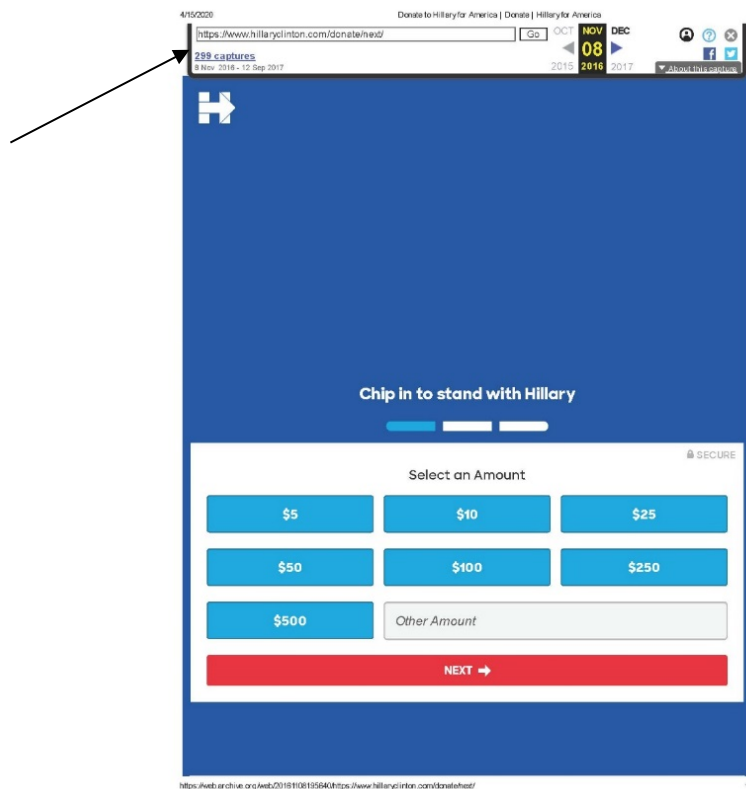 4/15/2020 Donate to Hillary for America | Donate | Hillary for America
https://www.hillaryclinton.com/donate/next/ Go OCT NOV DEC
08
299 captures
8 Nov 2016 - 12 Sep 2017 2015 2016 2017 About this capture
H
Chip in to stand with Hillary
SECURE
Select an Amount
$5 $10 $25
$50 $100 $250
$500 Other Amount
NEXT
https://web.archive.org/web/20161108195640/https://www.hillaryclinton.com/donate/next/